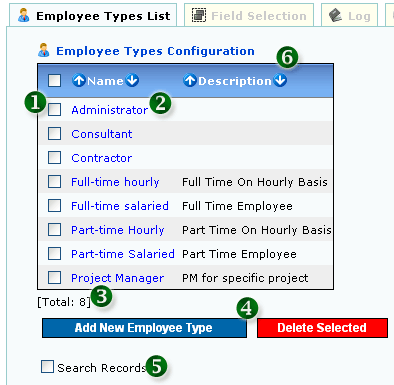 Employee Types List Field Selection Log
Employee Types Configuration
6
Name Description
1 Administrator 2
Consultant
Contractor
Full-time hourly Full Time On Hourly Basis
Full-time salaried Full Time Employee
Part-time Hourly Part Time On Hourly Basis
Part-time Salaried Part Time Employee
Project Manager PM for specific project
[Total: 8] 3
4
Add New Employee Type Delete Selected
Search Records 5